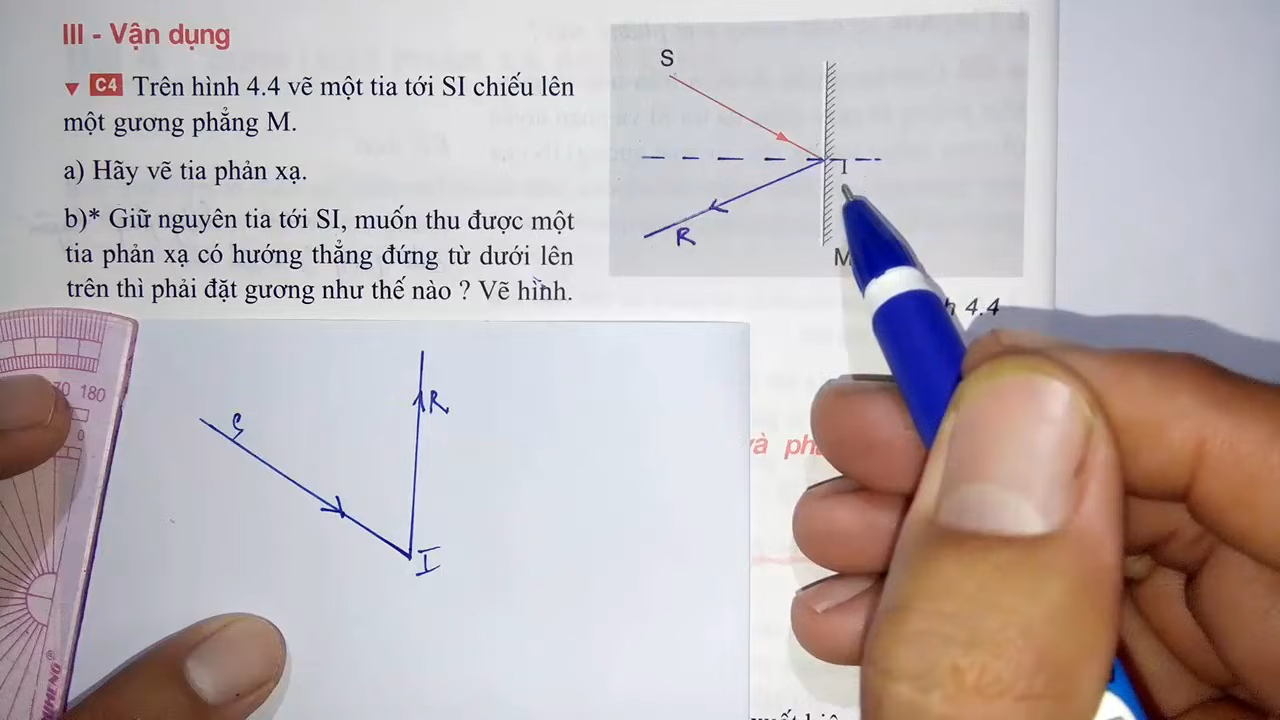 III - Vận dụng
C4 Trên hình 4.4 vẽ một tia tới SI chiếu lên
một gương phẳng M.
a) Hãy vẽ tia phản xạ.
b)* Giữ nguyên tia tới SI, muốn thu được một
tia phản xạ có hướng thẳng đứng từ dưới lên
trên thì phải đặt gương như thế nào ? Vẽ hình.
S
I
R
M
4.4
70 180
0
S
R
I